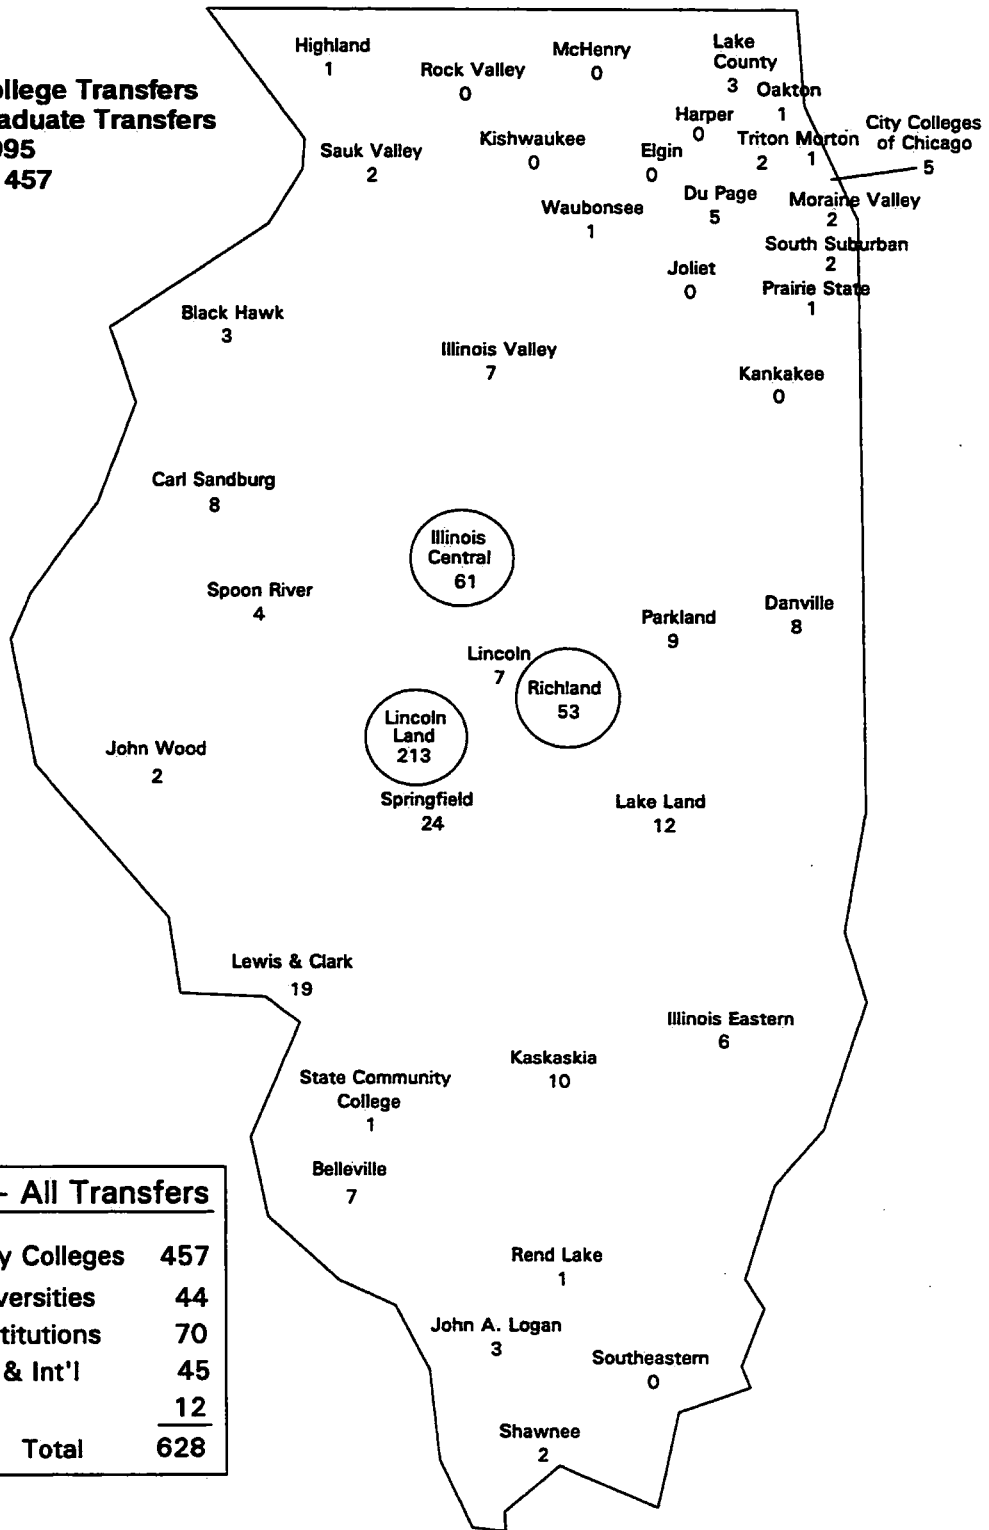 Highland
1
Rock Valley
0
McHenry
0
Lake
County
3
Oakton
1
ollege Transfers
aduate Transfers
995
457
Harper
0
City Colleges
of Chicago
5
Sauk Valley
2
Kishwaukee
0
Elgin
0
Triton Morton
2 1
Du Page
5
Moraine Valley
2
Waubonsee
1
South Suburban
2
Joliet
0
Prairie State
1
Black Hawk
3
Illinois Valley
7
Kankakee
0
Carl Sandburg
8
Illinois
Central
61
Spoon River
4
Parkland
9
Danville
8
Lincoln
7
Richland
53
Lincoln
Land
213
John Wood
2
Springfield
24
Lake Land
12
Lewis & Clark
19
Illinois Eastern
6
Kaskaskia
10
State Community
College
1
Belleville
7
- All Transfers
y Colleges 457
versities 44
titutions 70
& Int'l 45
12
Total 628
Rend Lake
1
John A. Logan
3
Southeastern
0
Shawnee
2